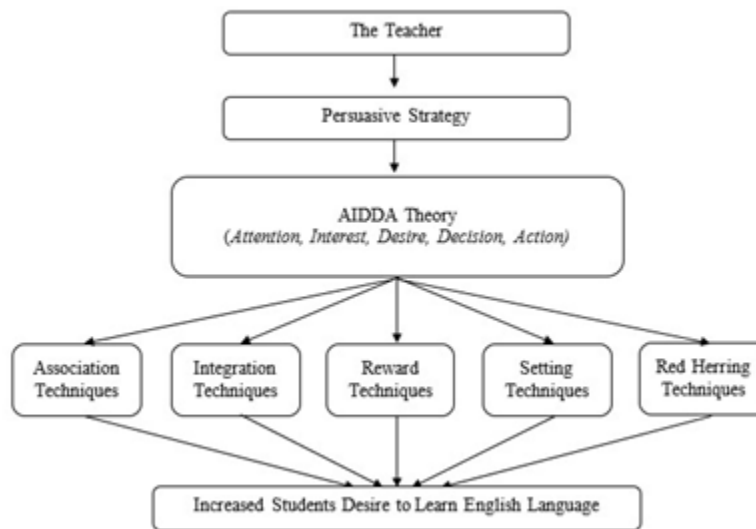 The Teacher
Persuasive Strategy
AIDDA Theory
(Attention, Interest, Desire, Decision, Action)
Association
Techniques
Integration
Techniques
Reward
Techniques
Setting
Techniques
Red Herring
Techniques
Increased Students Desire to Learn English Language